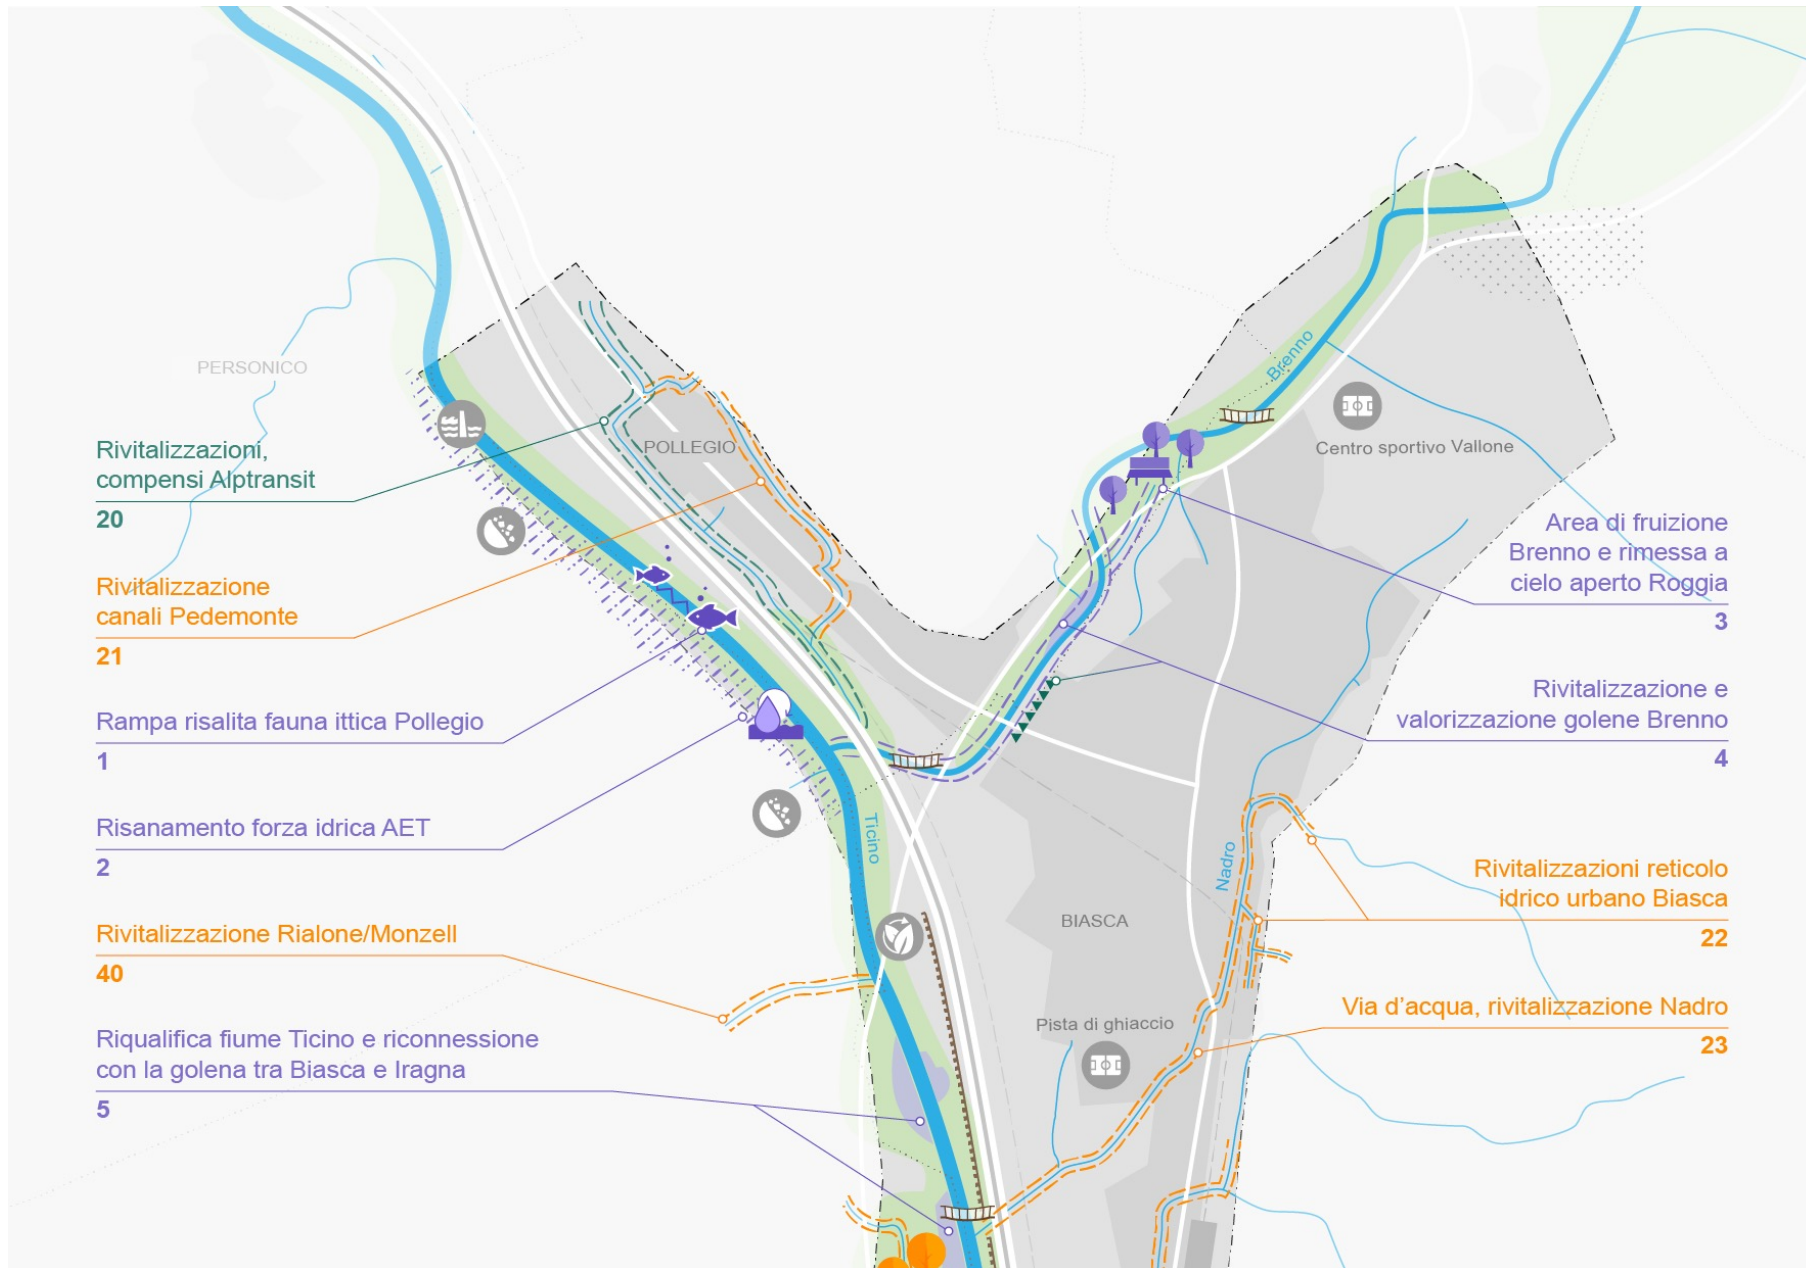 PERSONICO
Rivitalizzazioni,
compensi Alptransit
20
Rivitalizzazione
canali Pedemonte
21
Rampa risalita fauna ittica Pollegio
1
Risanamento forza idrica AET
2
Rivitalizzazione Rialone/Monzell
40
Riqualifica fiume Ticino e riconnessione
con la golena tra Biasca e Iragna
5
POLLEGIO
Brenno
Centro sportivo Vallone
Ticino
Nadro
BIASCA
Pista di ghiaccio
Area di fruizione
Brenno e rimessa a
cielo aperto Roggia
3
Rivitalizzazione e
valorizzazione golene Brenno
4
Rivitalizzazioni reticolo
idrico urbano Biasca
22
Via d'acqua, rivitalizzazione Nadro
23